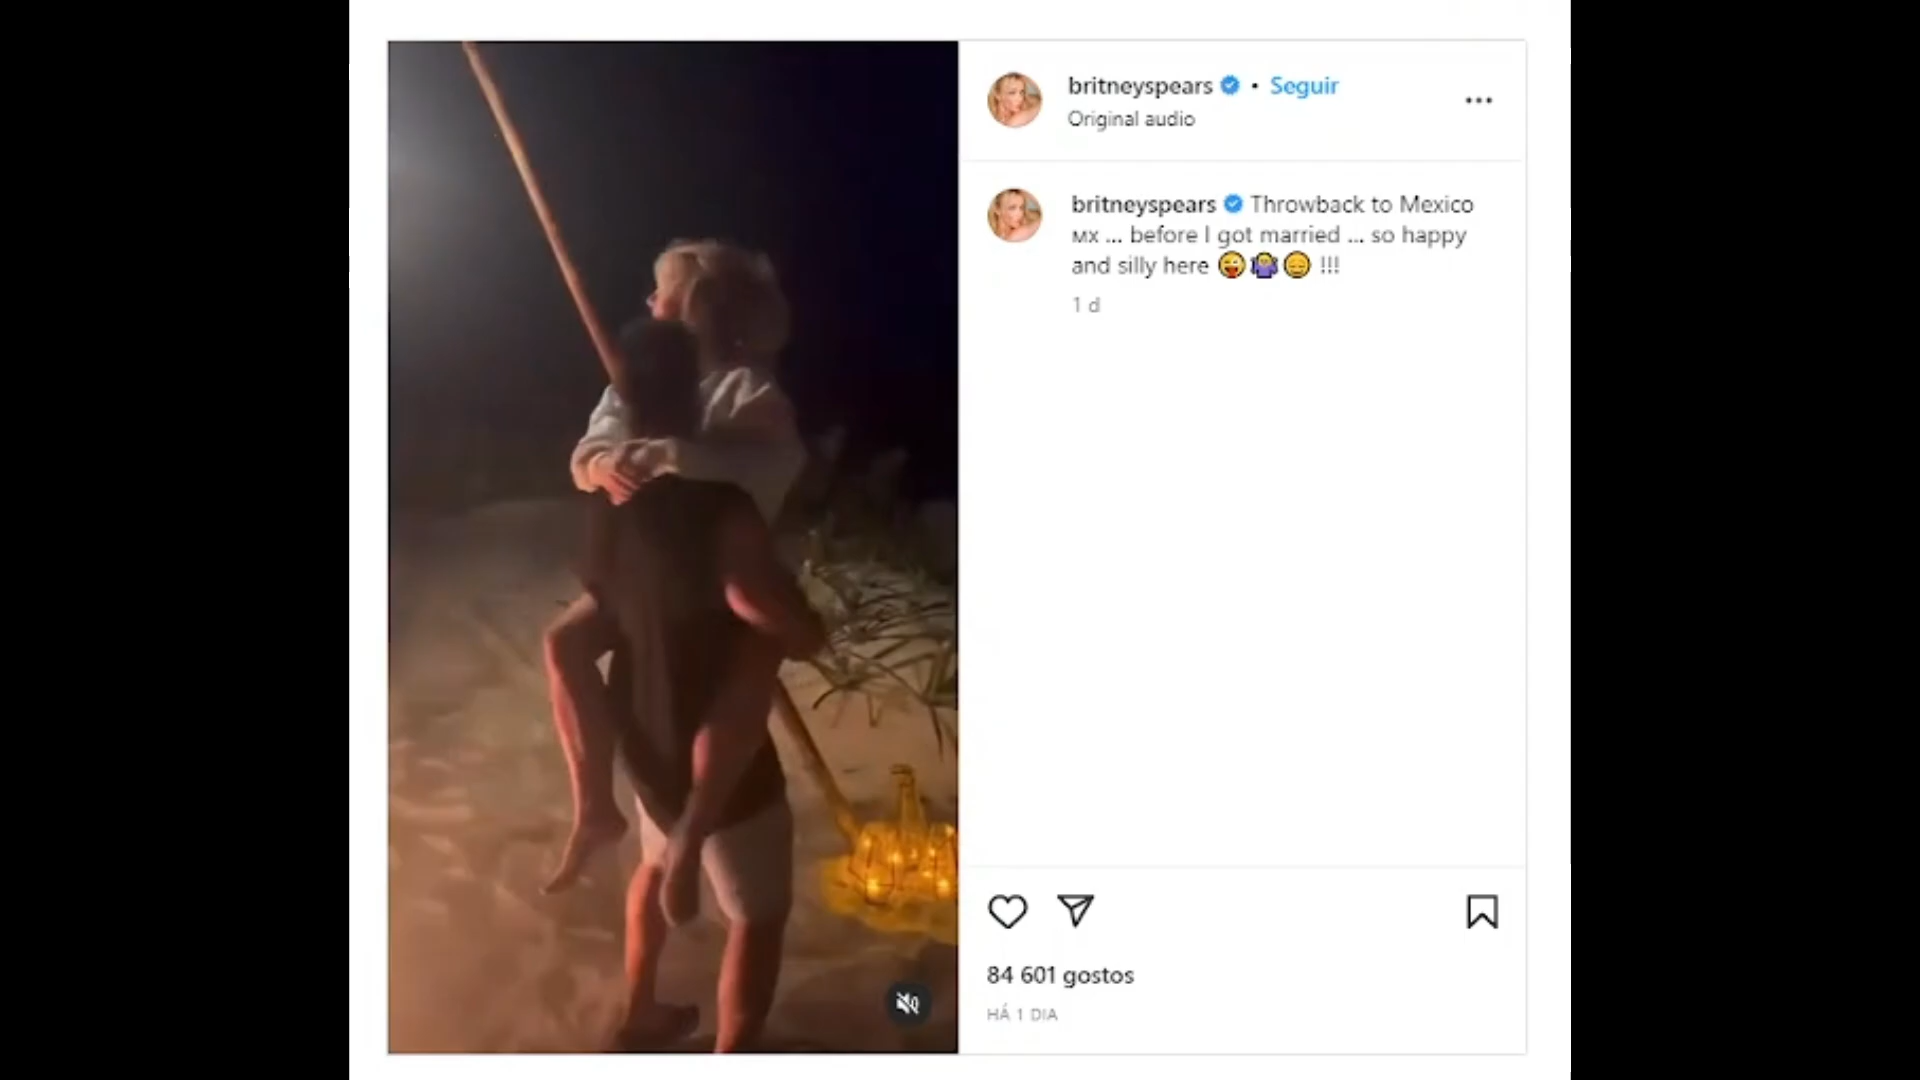 britneyspears • Seguir
Original audio
britneyspears Throwback to Mexico
MX ... before I got married ... so happy
and silly here 😜🤷‍♀️😑 !!!
1 d
84 601 gostos
HÁ 1 DIA